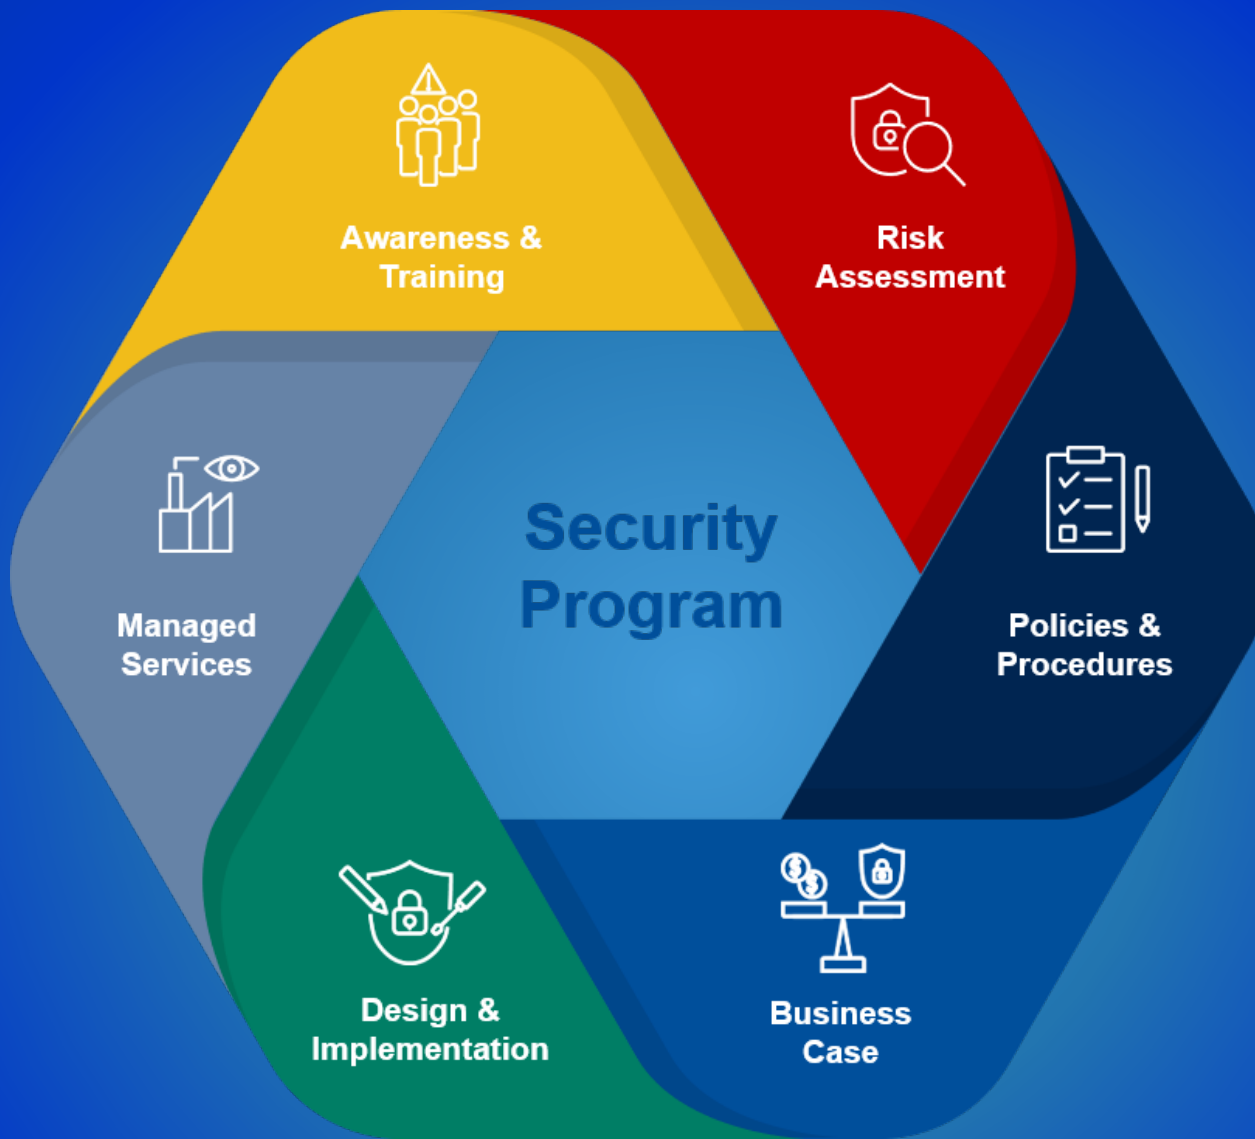 Awareness &
Training
Risk
Assessment
Managed
Services
Security
Program
Policies &
Procedures
Design &
Implementation
Business
Case